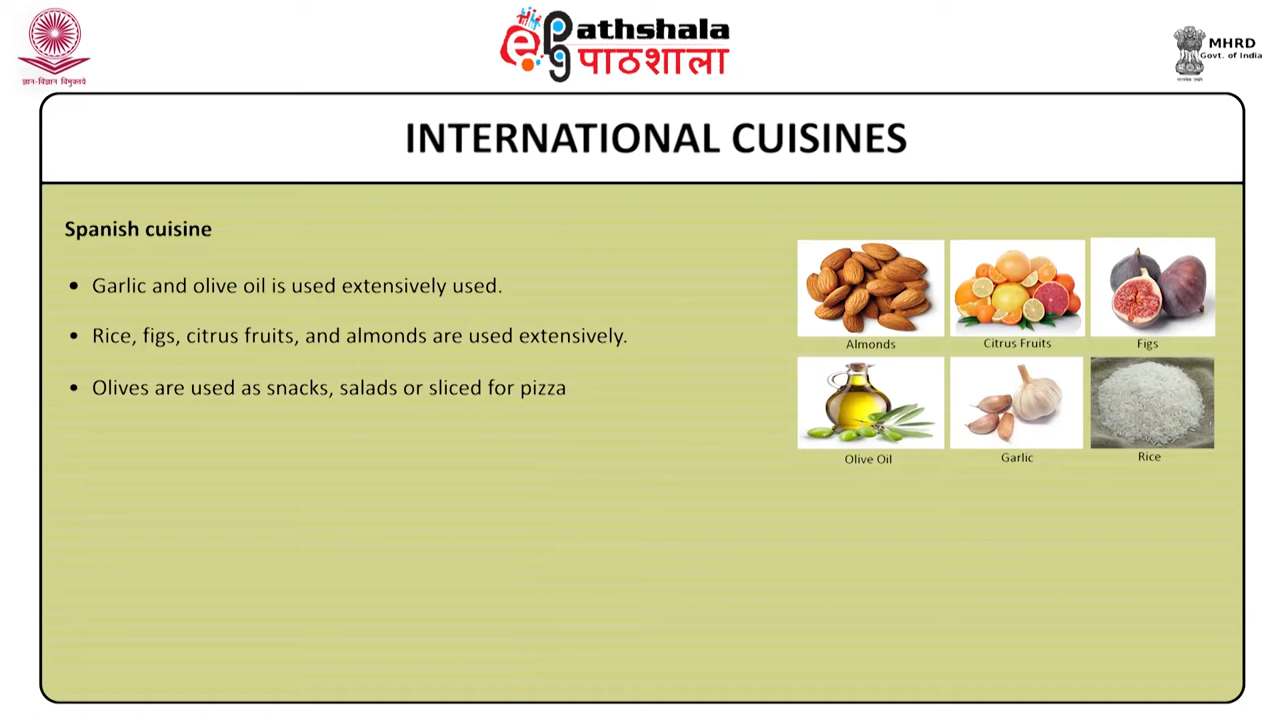 ज्ञान-विज्ञान विमुक्तये
e Pg athshala
पाठशाला
MHRD
Govt. of India
INTERNATIONAL CUISINES
Spanish cuisine
• Garlic and olive oil is used extensively used.
• Rice, figs, citrus fruits, and almonds are used extensively.
• Olives are used as snacks, salads or sliced for pizza
Almonds
Citrus Fruits
Figs
Olive Oil
Garlic
Rice